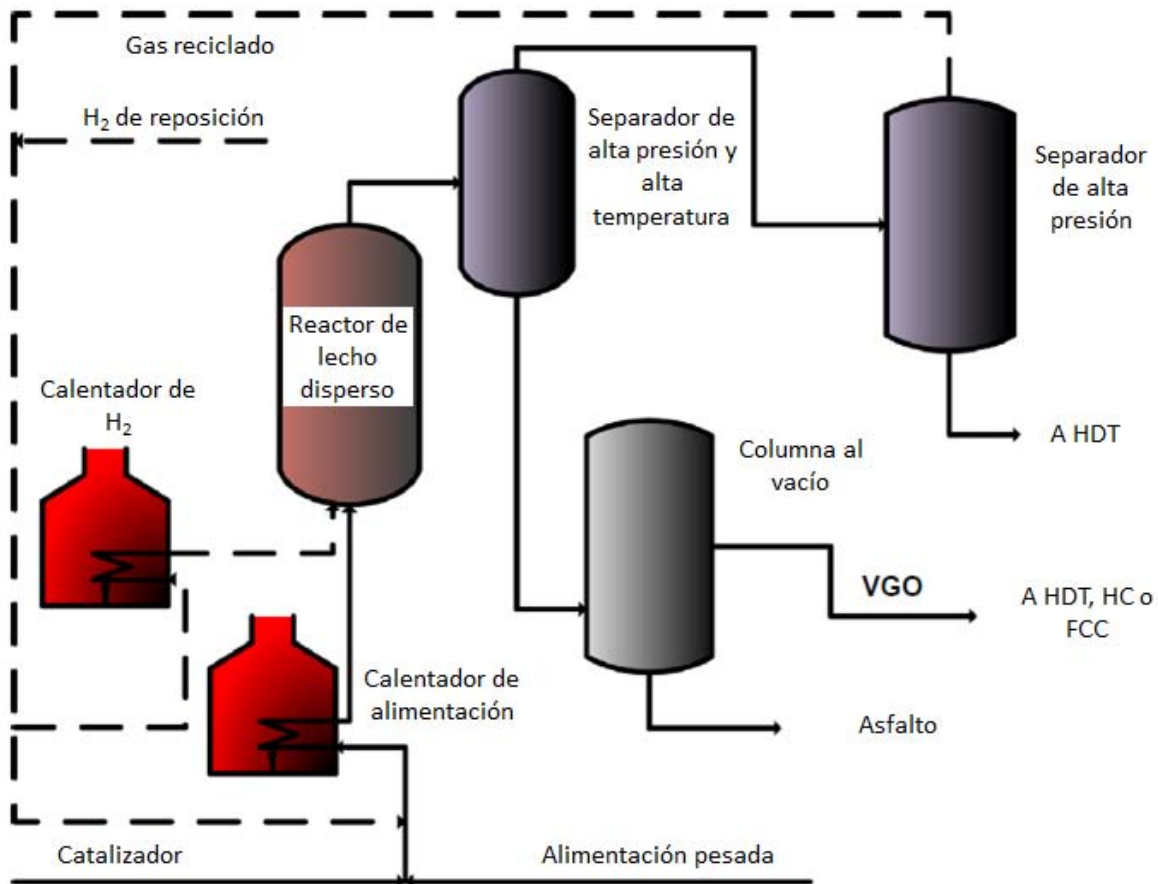 Gas reciclado
H2 de reposición
Separador de
alta presión y
alta
temperatura
Separador
de alta
presión
Reactor de
lecho
disperso
Calentador de
H2
A HDT
Columna al
vacío
VGO
A HDT, HC o
FCC
Calentador de
alimentación
Asfalto
Catalizador
Alimentación pesada